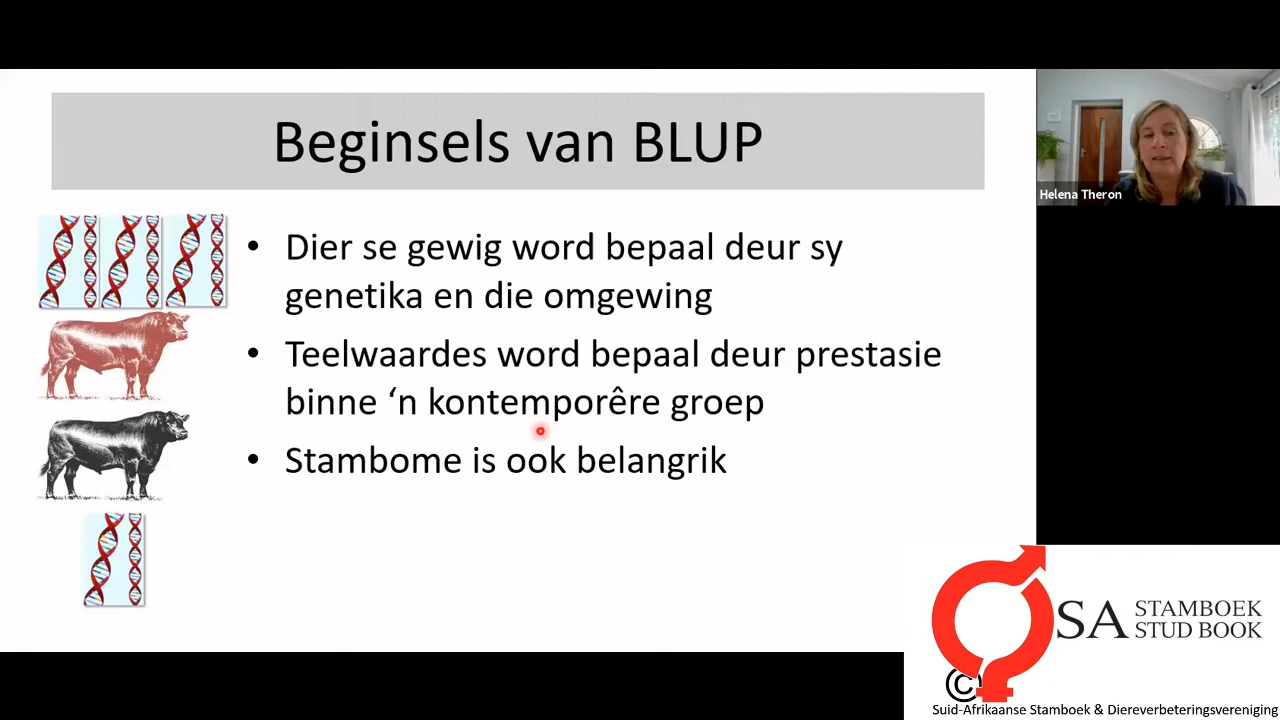 Beginsels van BLUP
• Dier se gewig word bepaal deur sy
genetika en die omgewing
• Teelwaardes word bepaal deur prestasie
binne ‘n kontemporêre groep
• Stambome is ook belangrik
Helena Theron
SA STAMBOEK
STUD BOOK
©
Suid-Afrikaanse Stamboek & Diereverbeteringsvereniging